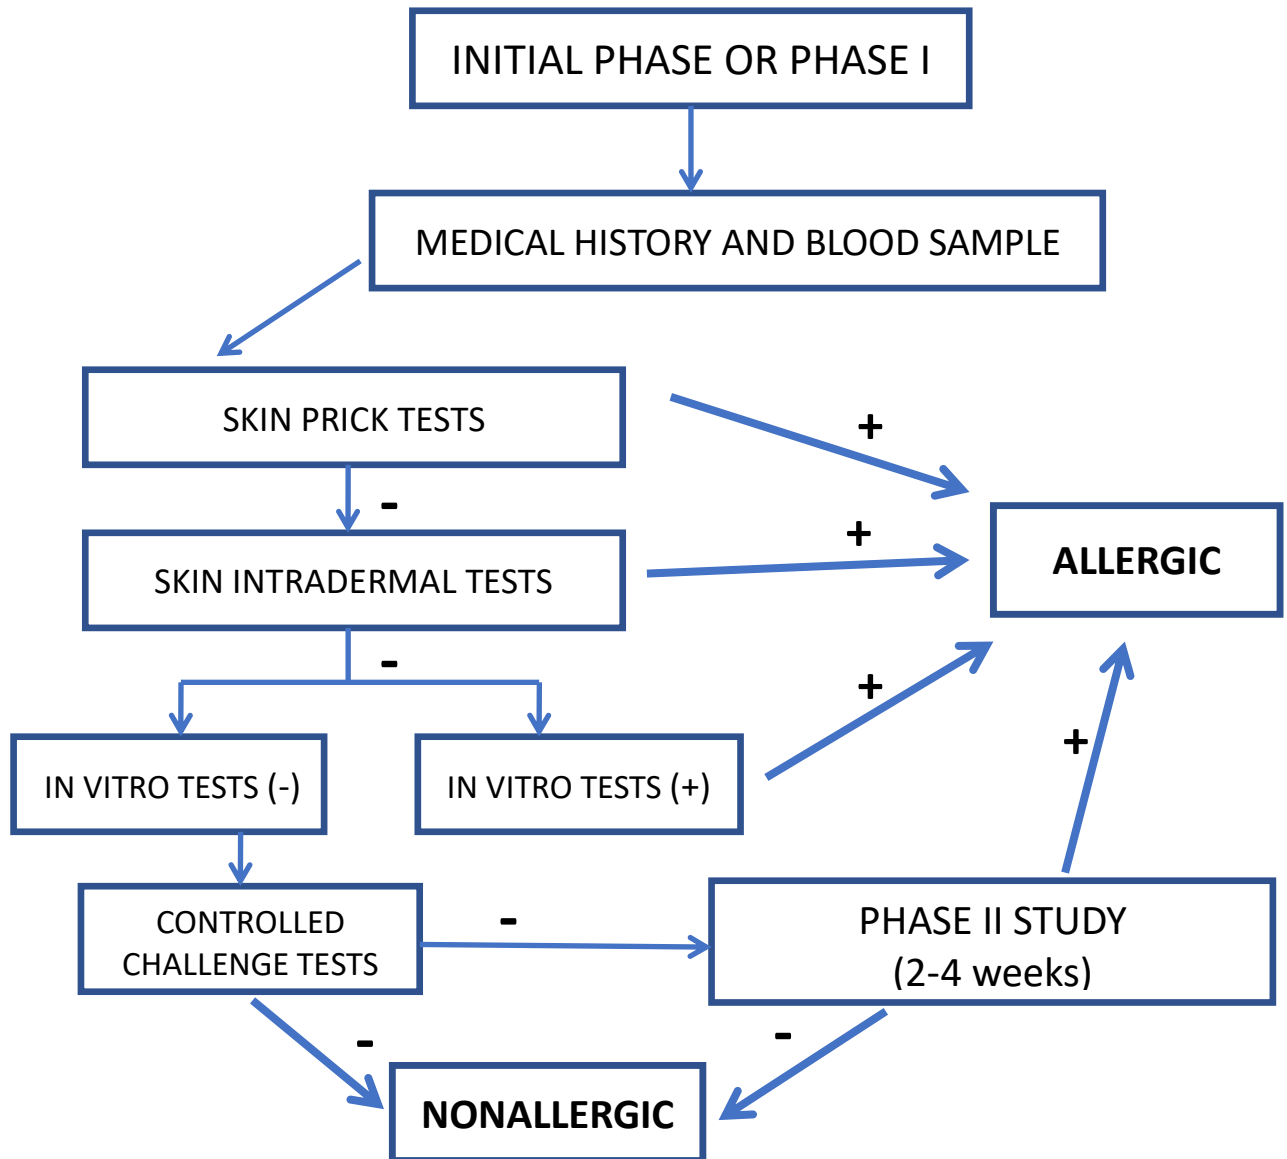 INITIAL PHASE OR PHASE I
MEDICAL HISTORY AND BLOOD SAMPLE
SKIN PRICK TESTS
+
-
SKIN INTRADERMAL TESTS
+
ALLERGIC
-
IN VITRO TESTS (-)
IN VITRO TESTS (+)
+
+
CONTROLLED
CHALLENGE TESTS
-
PHASE II STUDY
(2-4 weeks)
-
-
NONALLERGIC